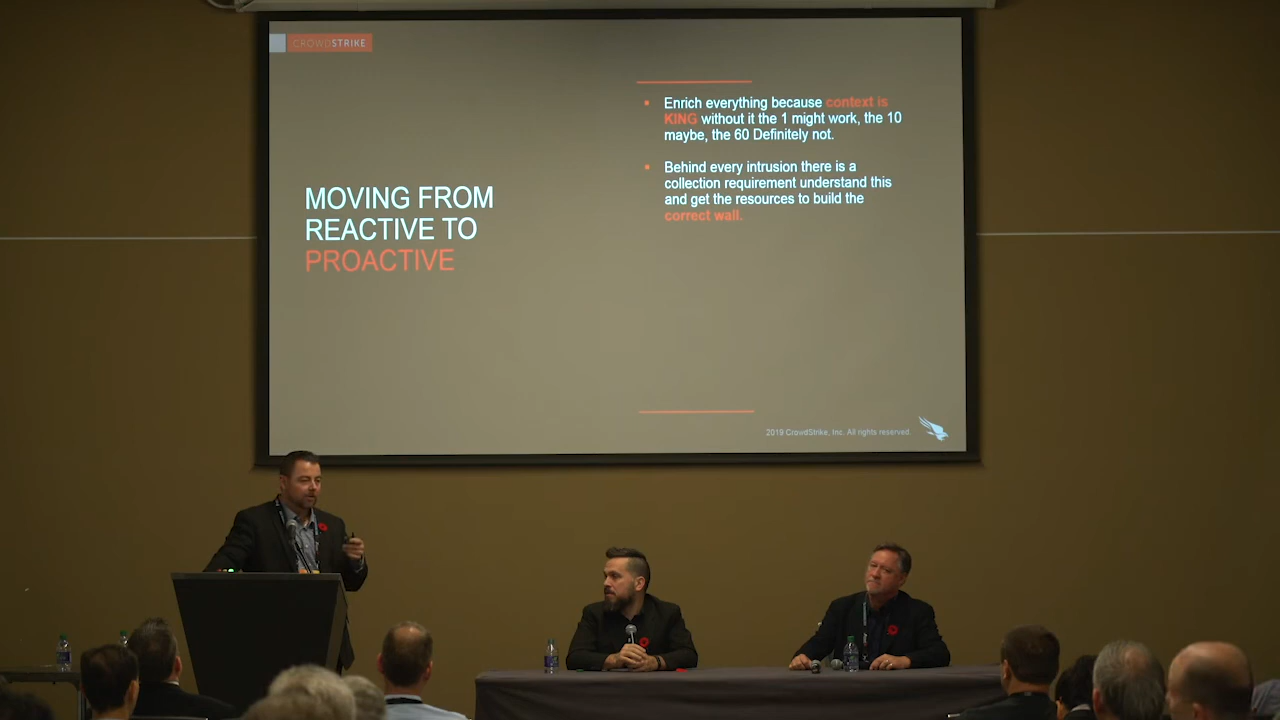 CROWDSTRIKE
MOVING FROM
REACTIVE TO
PROACTIVE
Enrich everything because context is
KING without it the 1 might work, the 10
maybe, the 60 Definitely not.
Behind every intrusion there is a
collection requirement understand this
and get the resources to build the
correct wall.
2019 CrowdStrike, Inc. All rights reserved.